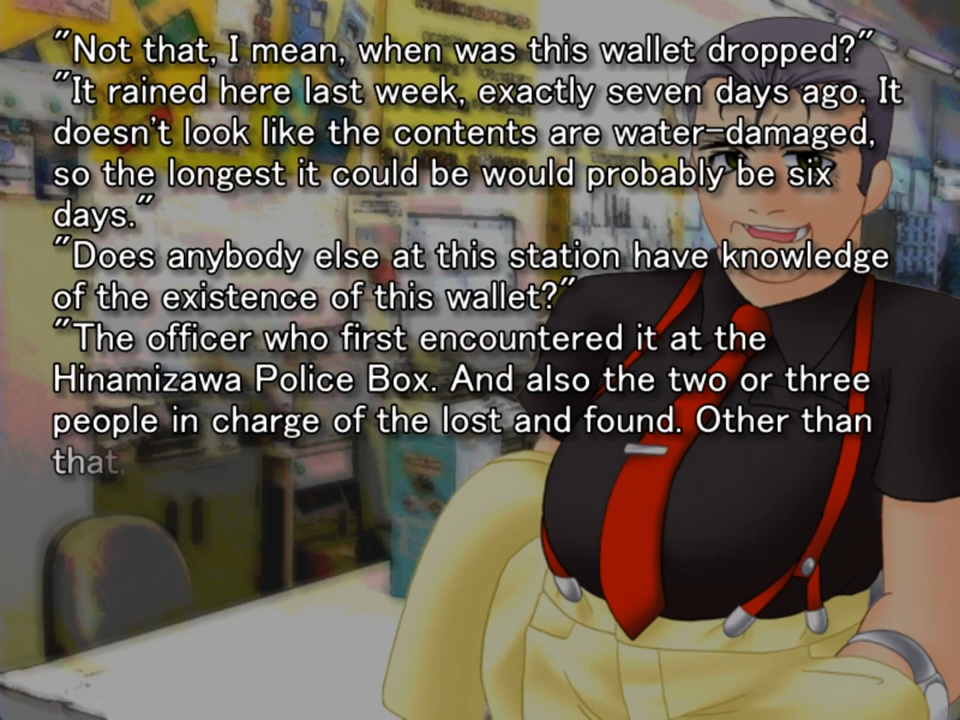 "Not that, I mean, when was this wallet dropped?"
"It rained here last week, exactly seven days ago. It
doesn't look like the contents are water-damaged,
so the longest it could be would probably be six
days."
"Does anybody else at this station have knowledge
of the existence of this wallet?"
"The officer who first encountered it at the
Hinamizawa Police Box. And also the two or three
people in charge of the lost and found. Other than
that,